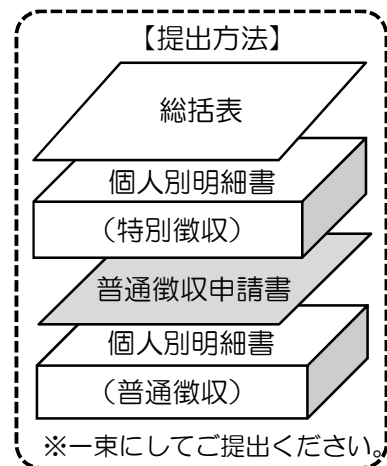 【提出方法】
総括表
個人別明細書
（特別徴収）
普通徴収申請書
個人別明細書
（普通徴収）
※一束にしてご提出ください。